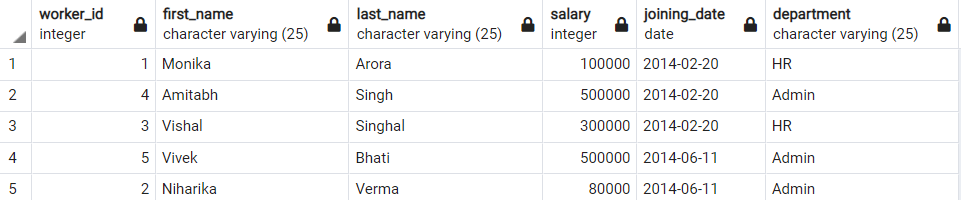 worker_id first_name last_name salary joining_date department
integer character varying (25) character varying (25) integer date character varying (25)
1 1 Monika Arora 100000 2014-02-20 HR
2 4 Amitabh Singh 500000 2014-02-20 Admin
3 3 Vishal Singhal 300000 2014-02-20 HR
4 5 Vivek Bhati 500000 2014-06-11 Admin
5 2 Niharika Verma 80000 2014-06-11 Admin